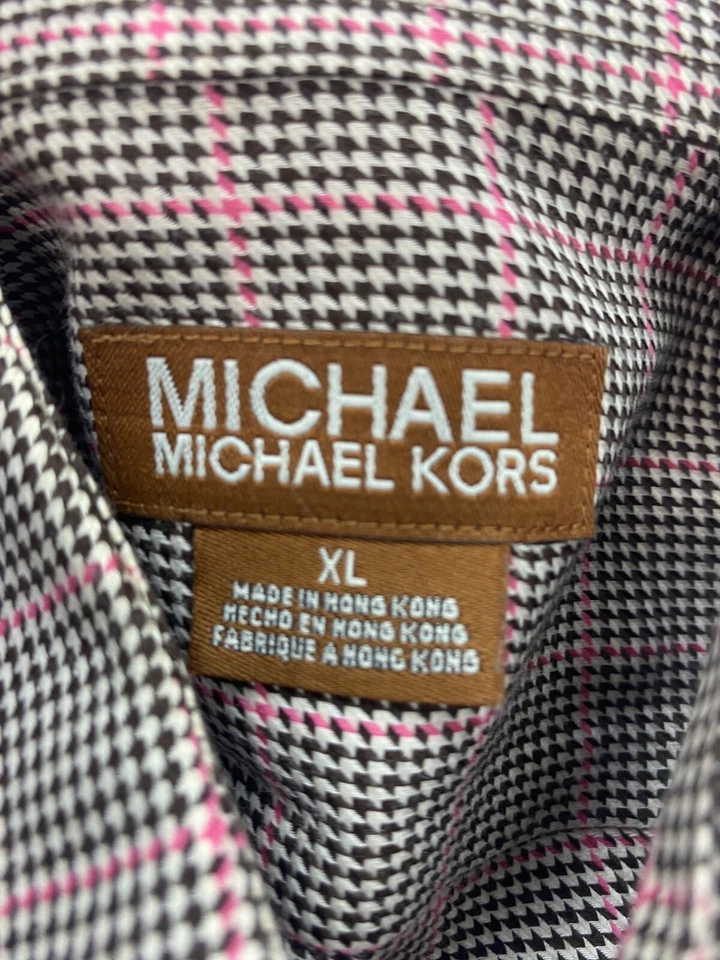 MICHAEL
MICHAEL KORS
XL
MADE IN HONG KONG
HECHO EN HONG KONG
FABRIQUE A HONG KONG